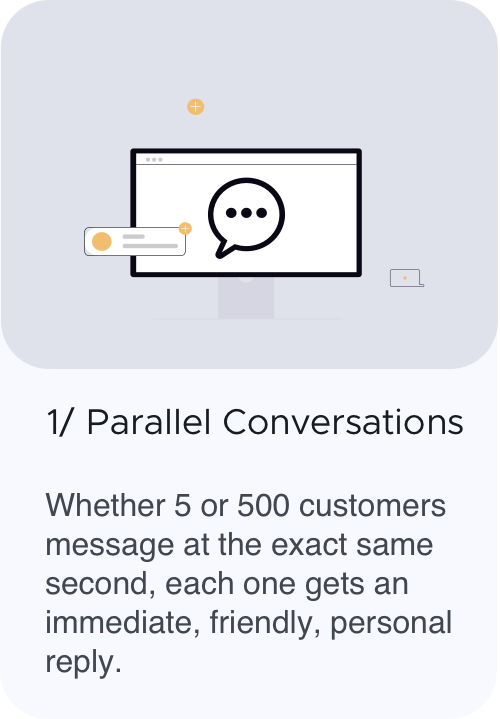 1/ Parallel Conversations
Whether 5 or 500 customers
message at the exact same
second, each one gets an
immediate, friendly, personal
reply.